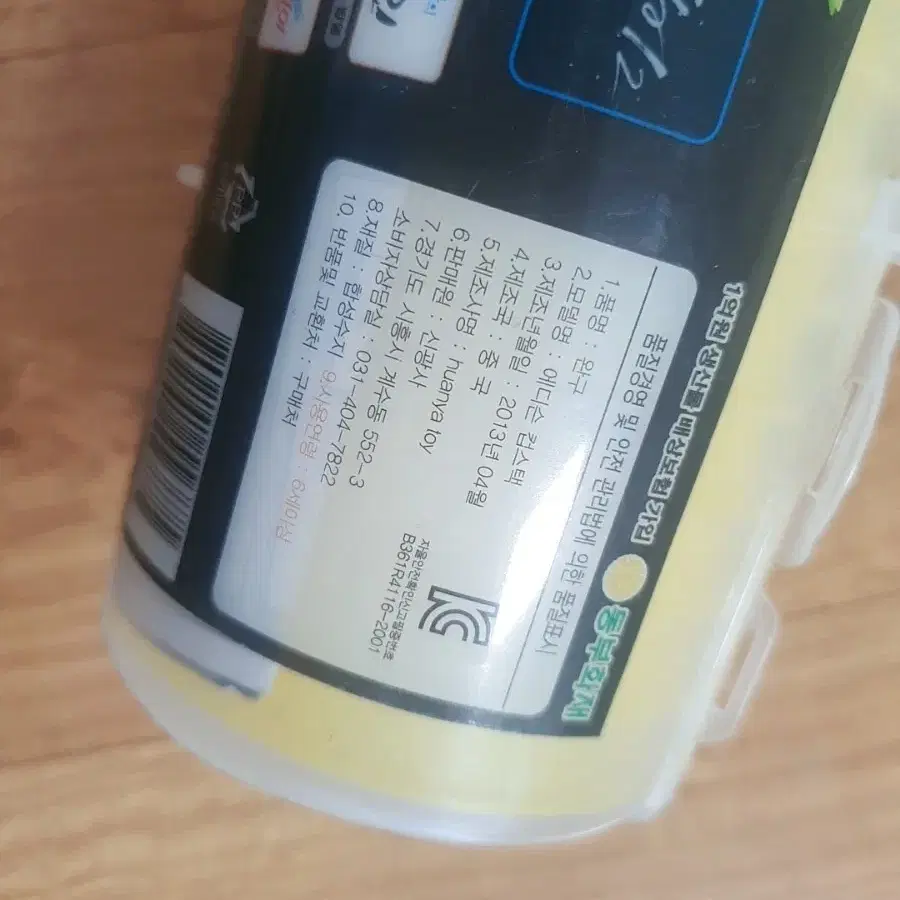 1억원 생산물 배상보험 가입 동부화재
품질경영 및 안전 관리법에 의한 품질표시
1.품명 : 완구
2.모델명 : 에디슨 컵스택
3.제조년월일 : 2013년 04월
4.제조국 : 중 국
5.제조사명 : huanya toy
6.판매원 : 신광사
7.경기도 시흥시 계수동 552-3
소비자상담실 : 031-404-7822
8.재질 : 합성수지 9.사용연령 : 6세이상
10. 반품및 교환처 : 구매처
자율안전확인신고필증번호
B361R4116-2001